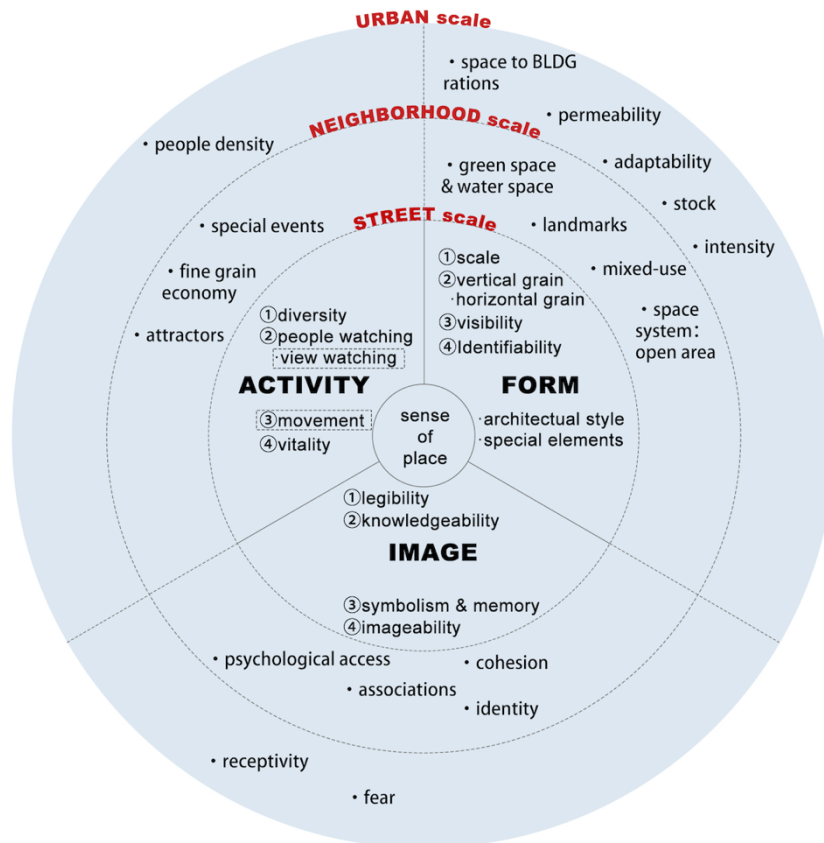 URBAN scale
・space to BLDG
rations
・permeability
NEIGHBORHOOD scale
・people density
・adaptability
・green space
& water space
・stock
STREET scale
・special events
・landmarks
・intensity
①scale
・mixed-use
・fine grain
economy
②vertical grain
·horizontal grain
・space
system：
open area
①diversity
③visibility
・attractors
②people watching
④Identifiability
·view watching
ACTIVITY
FORM
③movement
④vitality
sense
of
place
·architectual style
·special elements
①legibility
②knowledgeability
IMAGE
③symbolism & memory
④imageability
・psychological access
・cohesion
・associations
・identity
・receptivity
・fear